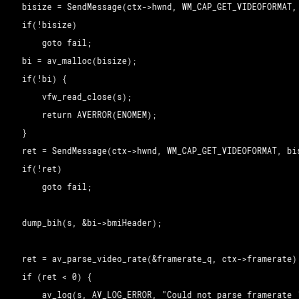 bisize = SendMessage(ctx->hwnd, WM_CAP_GET_VIDEOFORMAT,
if(!bisize)
goto fail;
bi = av_malloc(bisize);
if(!bi) {
vfw_read_close(s);
return AVERROR(ENOMEM);
}
ret = SendMessage(ctx->hwnd, WM_CAP_GET_VIDEOFORMAT, bis
if(!ret)
goto fail;
dump_bih(s, &bi->bmiHeader);
ret = av_parse_video_rate(&framerate_q, ctx->framerate)
if (ret < 0) {
av_log(s, AV_LOG_ERROR, "Could not parse framerate